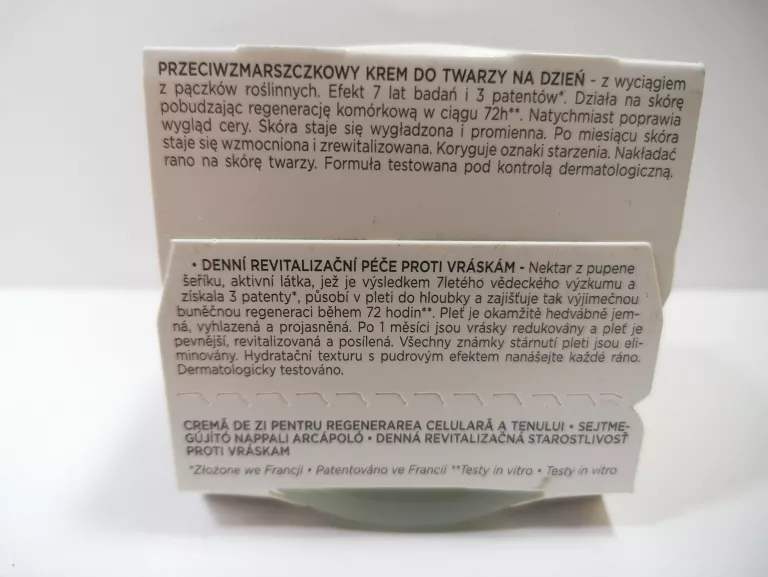 PRZECIWZMARSZCZKOWY KREM DO TWARZY NA DZIEŃ - z wyciągiem
z pączków roślinnych. Efekt 7 lat badań i 3 patentów*. Działa na skórę
pobudzając regenerację komórkową w ciągu 72h**. Natychmiast poprawia
wygląd cery. Skóra staje się wygładzona i promienna. Po miesiącu skóra
staje się wzmocniona i zrewitalizowana. Koryguje oznaki starzenia. Nakładać
rano na skórę twarzy. Formuła testowana pod kontrolą dermatologiczną.
• DENNÍ REVITALIZAČNÍ PÉČE PROTI VRÁSKÁM - Nektar z pupene
šeříku, aktivní látka, jež je výsledkem 7letého vědeckého výzkumu a
získala 3 patenty*, působí v pleti do hloubky a zajišťuje tak výjimečnou
buněčnou regeneraci během 72 hodin**. Pleť je okamžitě hedvábně jem-
ná, vyhlazená a projasněná. Po 1 měsíci jsou vrásky redukovány a pleť je
pevnější, revitalizovaná a posílená. Všechny známky stárnutí pleti jsou eli-
minovány. Hydratační texturu s pudrovým efektem nanášejte každé ráno.
Dermatologicky testováno.
CREMĂ DE ZI PENTRU REGENERAREA CELULARĂ A TENULUI • SEJTME-
GÚJÍTÓ NAPPALI ARCÁPOLÓ • DENNÁ REVITALIZAČNÁ STAROSTLIVOSŤ
PROTI VRÁSKAM
*Złożone we Francji • Patentováno ve Francii **Testy in vitro • Testy in vitro